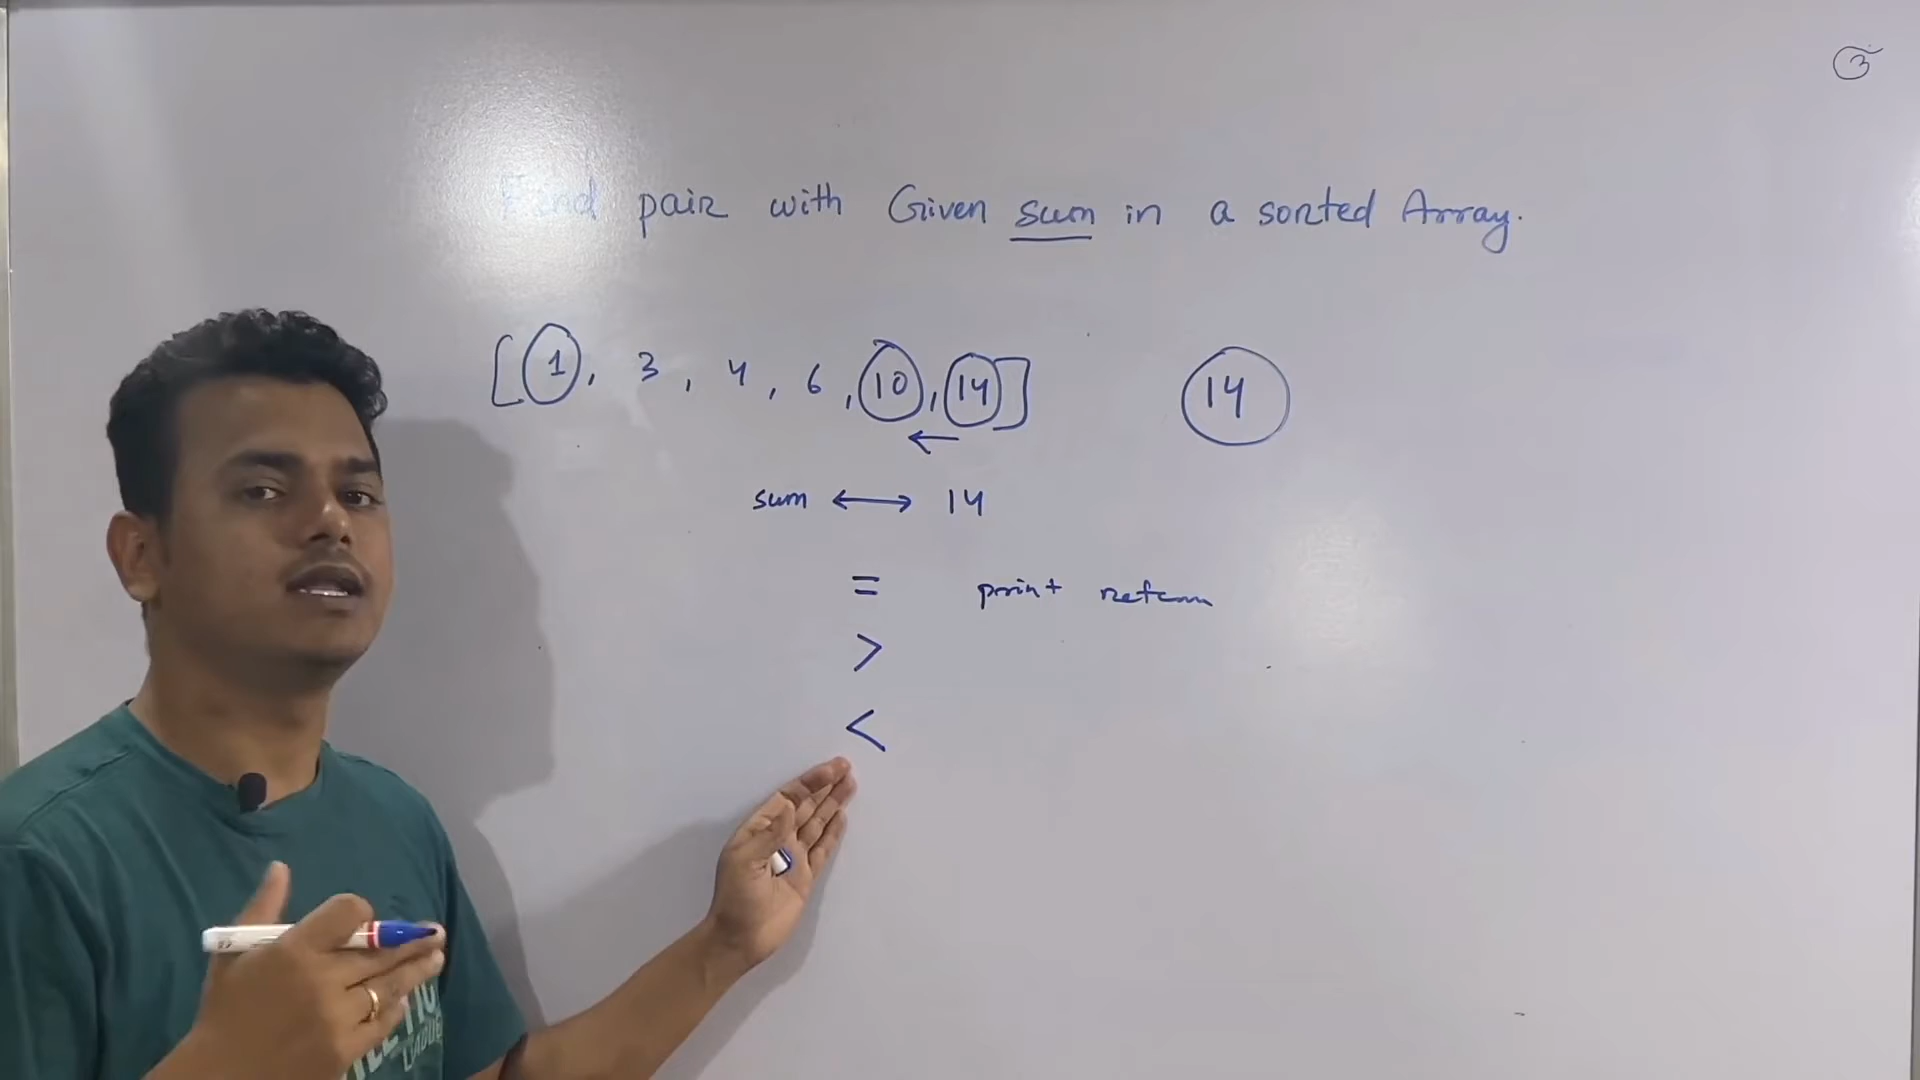 3
Find pair with Given sum in a sorted Array.
[1, 3, 4, 6, 10, 14] 14
sum ↔ 14
= print return
>
<